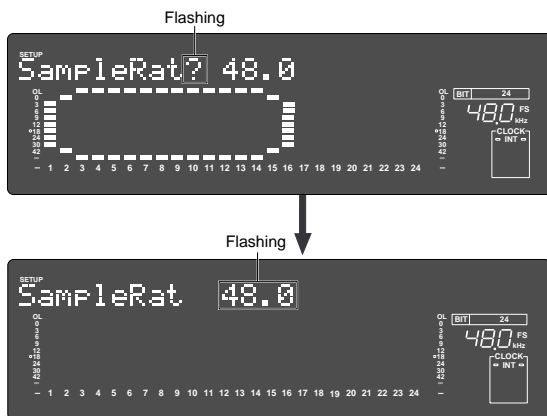 Flashing
SETUP
SampleRat? 48.0
OL
0
3
6
9
12
18
24
30
42
–
OL
0
3
6
9
12
18
24
30
42
–
BIT 24
48.0 FS
kHz
CLOCK
INT
– 1 2 3 4 5 6 7 8 9 10 11 12 13 14 15 16 17 18 19 20 21 22 23 24 –
Flashing
SETUP
SampleRat 48.0
OL
0
3
6
9
12
18
24
30
42
–
OL
0
3
6
9
12
18
24
30
42
–
BIT 24
48.0 FS
kHz
CLOCK
INT
– 1 2 3 4 5 6 7 8 9 10 11 12 13 14 15 16 17 18 19 20 21 22 23 24 –